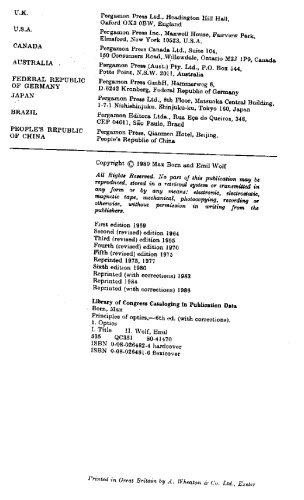 U.K. Pergamon Press Ltd., Headington Hill Hall,
Oxford OX3 0BW, England
U.S.A. Pergamon Press Inc., Maxwell House, Fairview Park,
Elmsford, New York 10523, U.S.A.
CANADA Pergamon Press Canada Ltd., Suite 104,
150 Consumers Road, Willowdale, Ontario M2J 1P9, Canada
AUSTRALIA Pergamon Press (Aust.) Pty. Ltd., P.O. Box 544,
Potts Point, N.S.W. 2011, Australia
FEDERAL REPUBLIC Pergamon Press GmbH, Hammerweg 6,
OF GERMANY D-6242 Kronberg, Federal Republic of Germany
JAPAN Pergamon Press Ltd., 8th Floor, Matsuoka Central Building,
1-7-1 Nishishinjuku, Shinjuku-ku, Tokyo 160, Japan
BRAZIL Pergamon Editora Ltda., Rua Eça de Queiros, 346,
CEP 04011, São Paulo, Brazil
PEOPLE'S REPUBLIC Pergamon Press, Qianmen Hotel, Beijing,
OF CHINA People's Republic of China
Copyright © 1980 Max Born and Emil Wolf
All Rights Reserved. No part of this publication may be
reproduced, stored in a retrieval system or transmitted in
any form or by any means: electronic, electrostatic,
magnetic tape, mechanical, photocopying, recording or
otherwise, without permission in writing from the
publishers.
First edition 1959
Second (revised) edition 1964
Third (revised) edition 1965
Fourth (revised) edition 1970
Fifth (revised) edition 1975
Reprinted 1975, 1977
Sixth edition 1980
Reprinted (with corrections) 1983
Reprinted 1984
Reprinted (with corrections) 1986
Library of Congress Cataloging in Publication Data
Born, Max
Principles of optics.—6th ed. (with corrections).
1. Optics
I. Title II. Wolf, Emil
535 QC351 80-41470
ISBN 0-08-026482-4 hardcover
ISBN 0-08-026481-6 flexicover
Printed in Great Britain by A. Wheaton & Co. Ltd., Exeter